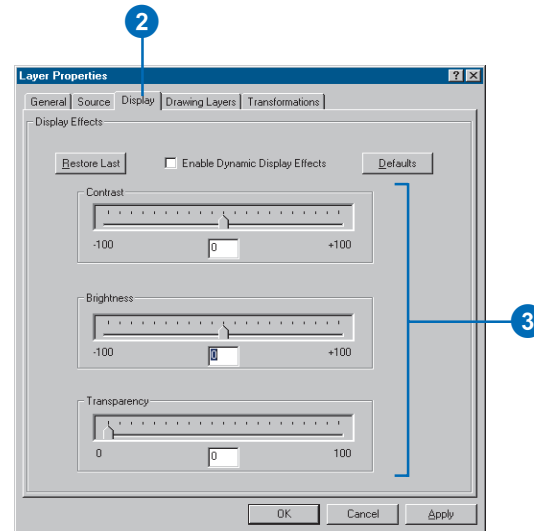 2
Layer Properties
General Source Display Drawing Layers Transformations
Display Effects
Restore Last Enable Dynamic Display Effects Defaults
Contrast
-100 0 +100
Brightness
-100 0 +100
3
Transparency
0 0 100
OK Cancel Apply